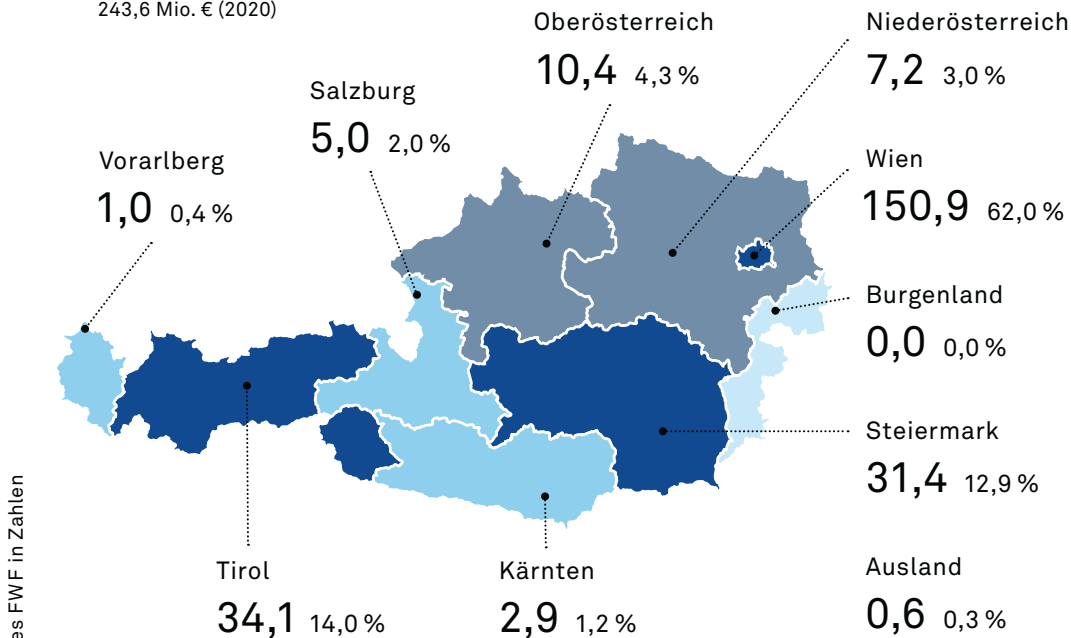 243,6 Mio. € (2020)
Oberösterreich
10,4 4,3 %
Niederösterreich
7,2 3,0 %
Salzburg
5,0 2,0 %
Vorarlberg
1,0 0,4 %
Wien
150,9 62,0 %
Burgenland
0,0 0,0 %
Steiermark
31,4 12,9 %
Tirol
34,1 14,0 %
Kärnten
2,9 1,2 %
Ausland
0,6 0,3 %
es FWF in Zahlen